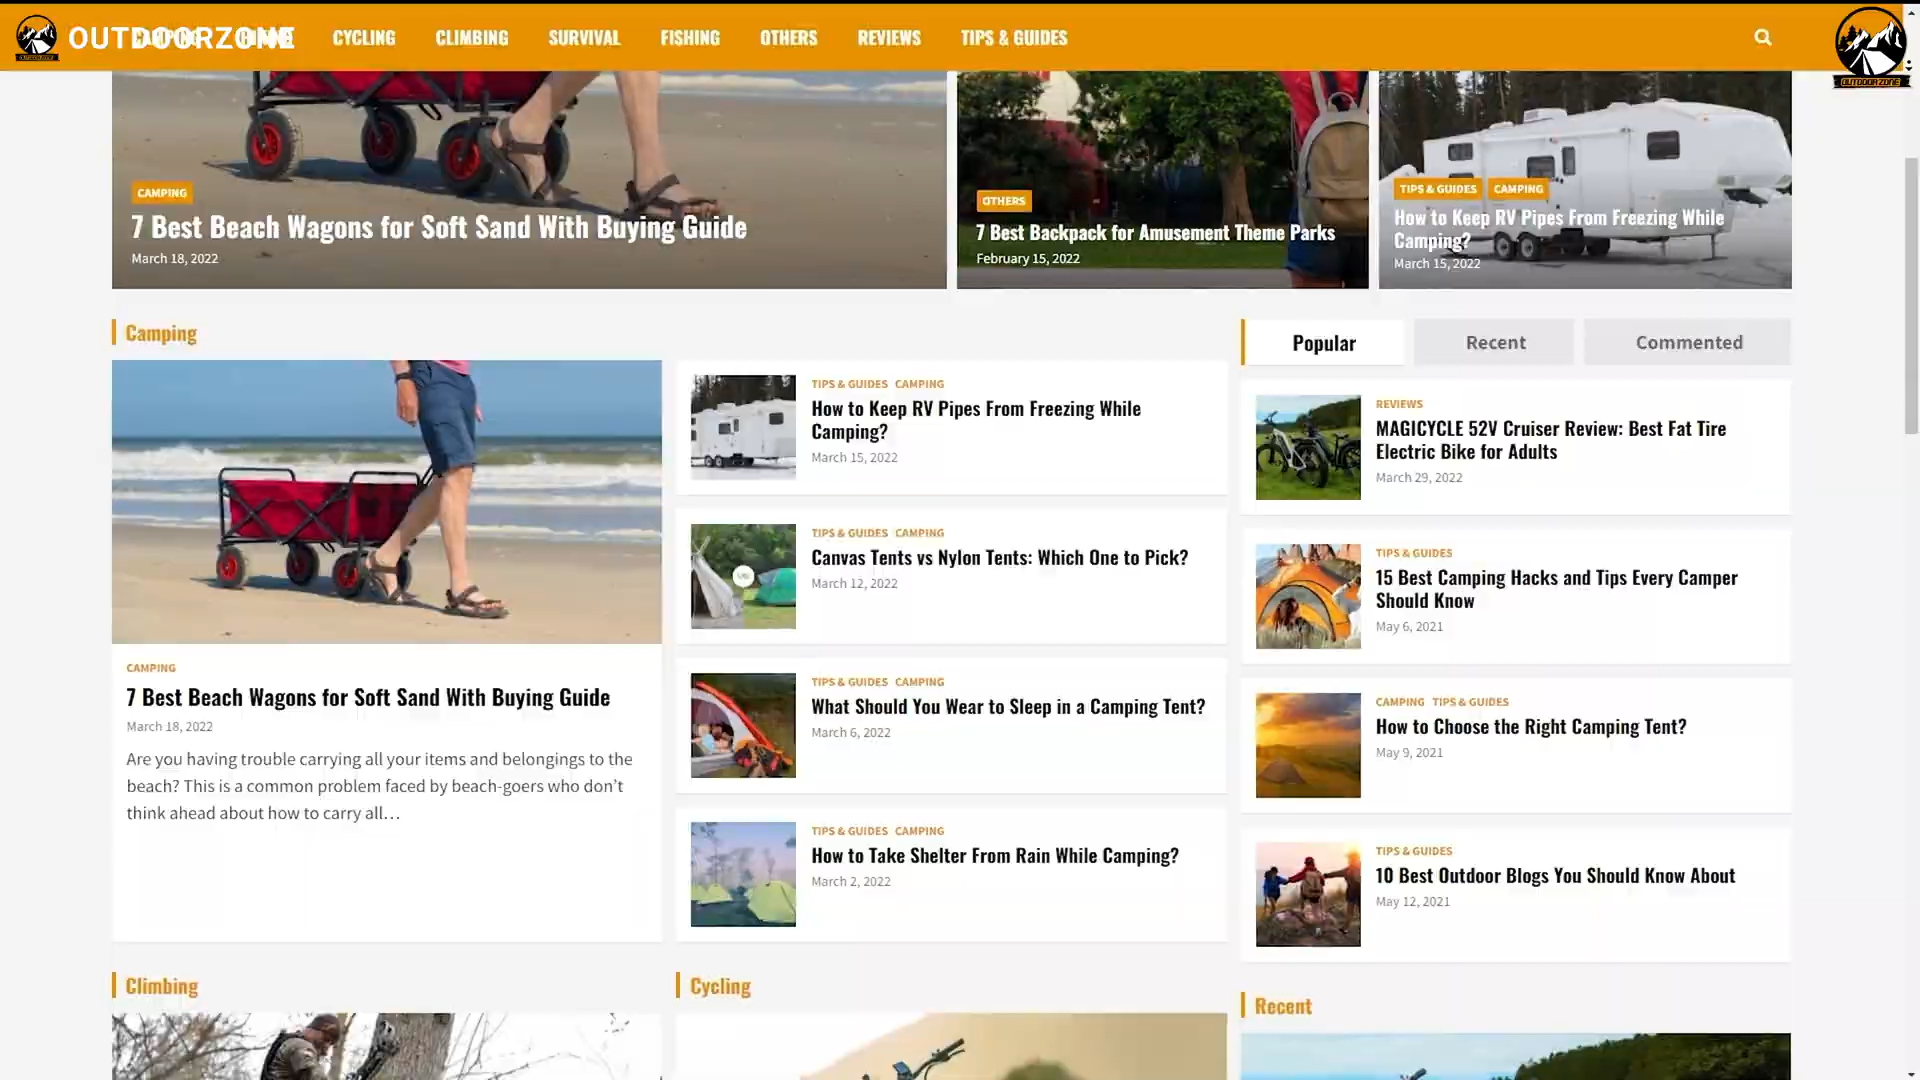 OUTDOORZONE
CYCLING
CLIMBING
SURVIVAL
FISHING
OTHERS
REVIEWS
TIPS & GUIDES
OUTDOORZONE
CAMPING
7 Best Beach Wagons for Soft Sand With Buying Guide
March 18, 2022
OTHERS
7 Best Backpack for Amusement Theme Parks
February 15, 2022
TIPS & GUIDES CAMPING
How to Keep RV Pipes From Freezing While
Camping?
March 15, 2022
Camping
CAMPING
7 Best Beach Wagons for Soft Sand With Buying Guide
March 18, 2022
Are you having trouble carrying all your items and belongings to the
beach? This is a common problem faced by beach-goers who don’t
think ahead about how to carry all…
TIPS & GUIDES CAMPING
How to Keep RV Pipes From Freezing While
Camping?
March 15, 2022
TIPS & GUIDES CAMPING
Canvas Tents vs Nylon Tents: Which One to Pick?
March 12, 2022
TIPS & GUIDES CAMPING
What Should You Wear to Sleep in a Camping Tent?
March 6, 2022
TIPS & GUIDES CAMPING
How to Take Shelter From Rain While Camping?
March 2, 2022
Popular
Recent
Commented
REVIEWS
MAGICYCLE 52V Cruiser Review: Best Fat Tire
Electric Bike for Adults
March 29, 2022
TIPS & GUIDES
15 Best Camping Hacks and Tips Every Camper
Should Know
May 6, 2021
CAMPING TIPS & GUIDES
How to Choose the Right Camping Tent?
May 9, 2021
TIPS & GUIDES
10 Best Outdoor Blogs You Should Know About
May 12, 2021
Climbing
Cycling
Recent